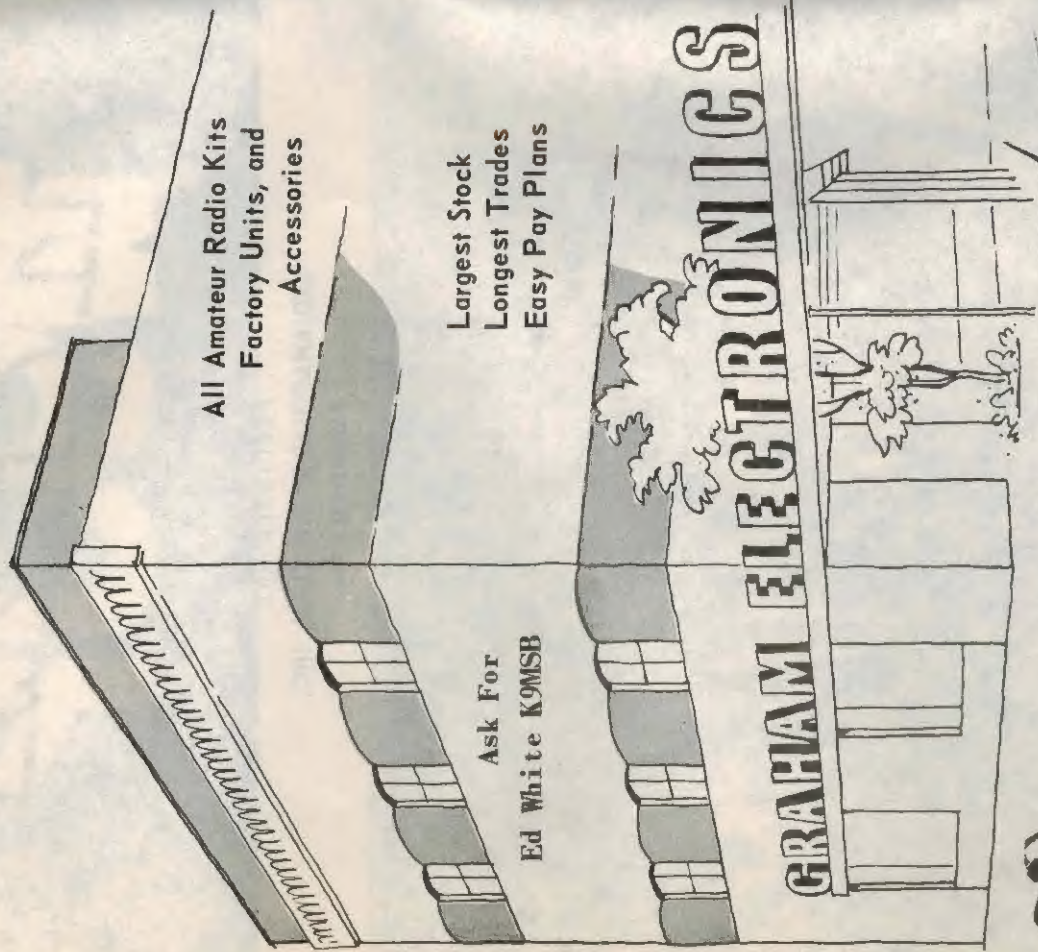 All Amateur Radio Kits
Factory Units, and
Accessories
Largest Stock
Longest Trades
Easy Pay Plans
Ask For
Ed White K9MSB
GRAHAM ELECTRONICS